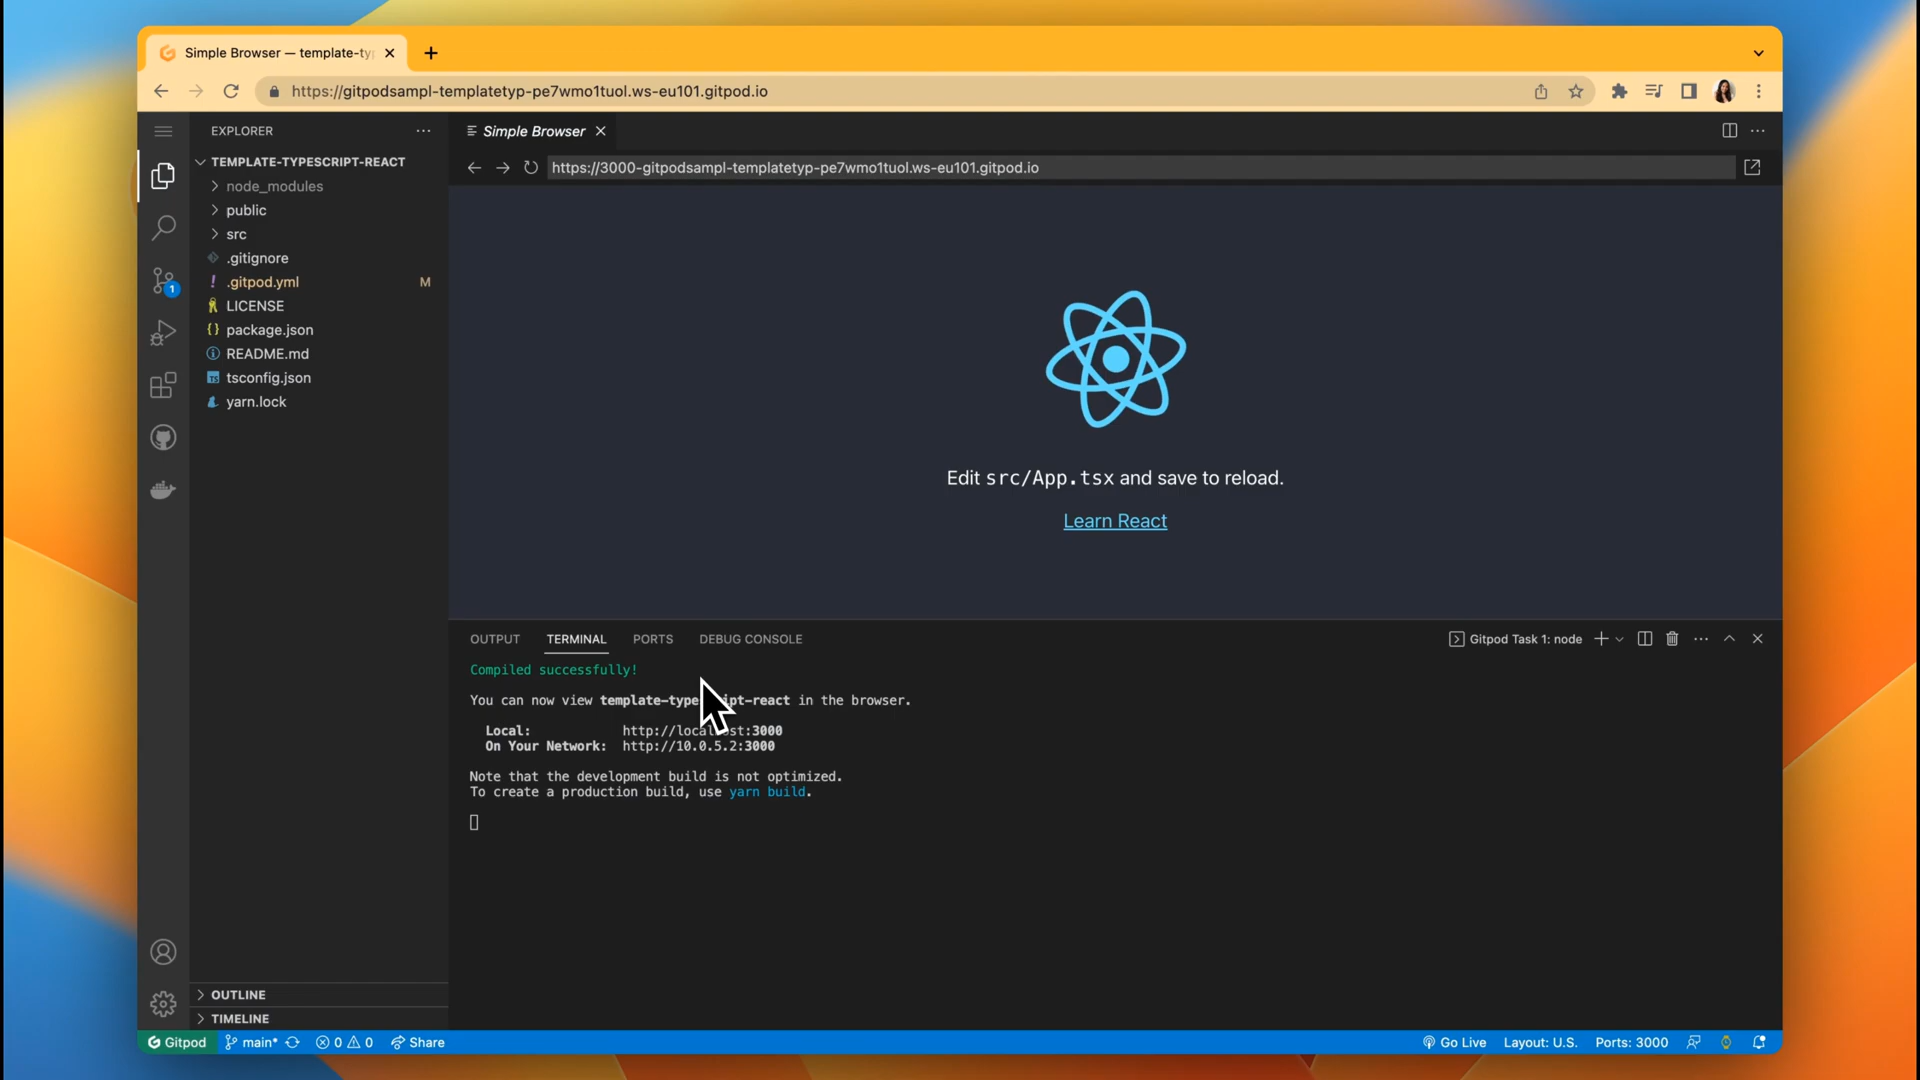 Simple Browser — template-ty
https://gitpodsampl-templatetyp-pe7wmo1tuol.ws-eu101.gitpod.io
EXPLORER
Simple Browser
TEMPLATE-TYPESCRIPT-REACT
https://3000-gitpodsampl-templatetyp-pe7wmo1tuol.ws-eu101.gitpod.io
node_modules
public
src
.gitignore
! .gitpod.yml M
LICENSE
{} package.json
README.md
TS tsconfig.json
yarn.lock
1
Edit src/App.tsx and save to reload.
Learn React
OUTPUT TERMINAL PORTS DEBUG CONSOLE
Gitpod Task 1: node
Compiled successfully!
You can now view template-type ipt-react in the browser.
Local: http://local st:3000
On Your Network: http://10.0.5.2:3000
Note that the development build is not optimized.
To create a production build, use yarn build.
OUTLINE
TIMELINE
Gitpod main* 0 0 Share
Go Live Layout: U.S. Ports: 3000